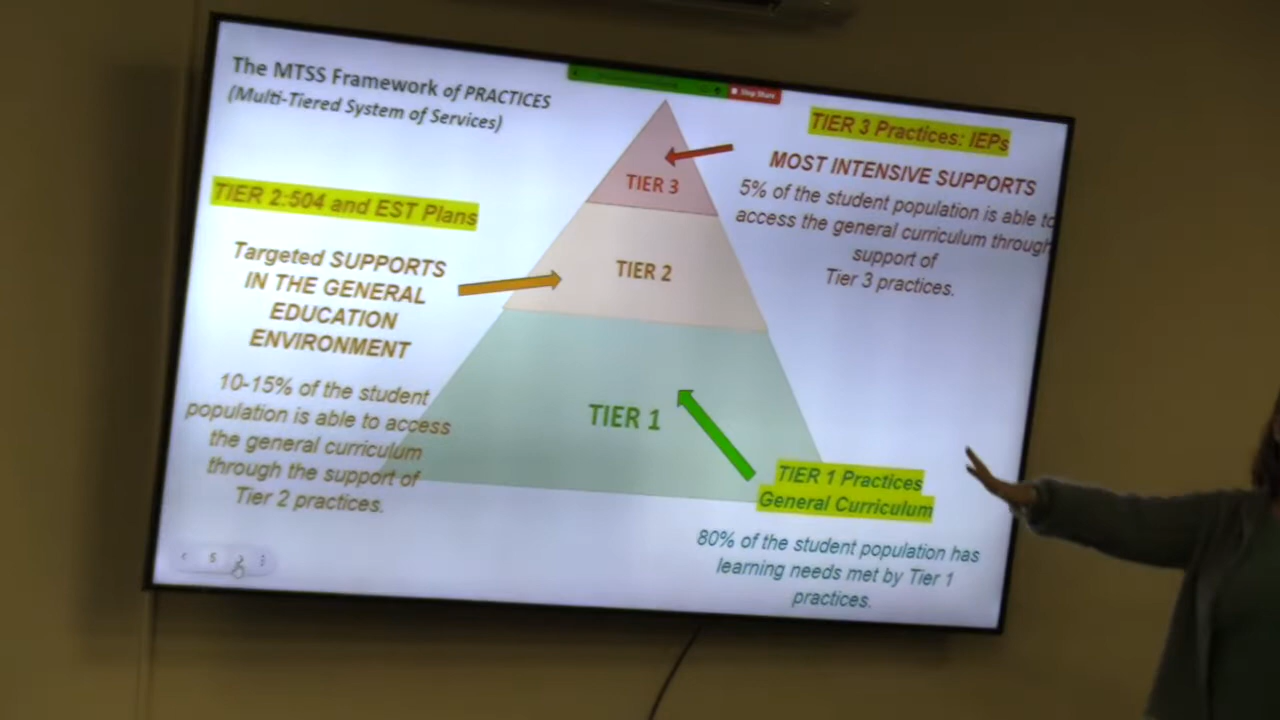 The MTSS Framework of PRACTICES
(Multi-Tiered System of Services)
Stop Share
TIER 3 Practices: IEPs
MOST INTENSIVE SUPPORTS
5% of the student population is able to
access the general curriculum through
support of
Tier 3 practices.
TIER 2:504 and EST Plans
Targeted SUPPORTS
IN THE GENERAL
EDUCATION
ENVIRONMENT
10-15% of the student
population is able to access
the general curriculum
through the support of
Tier 2 practices.
TIER 3
TIER 2
TIER 1
TIER 1 Practices
General Curriculum
80% of the student population has
learning needs met by Tier 1
practices.